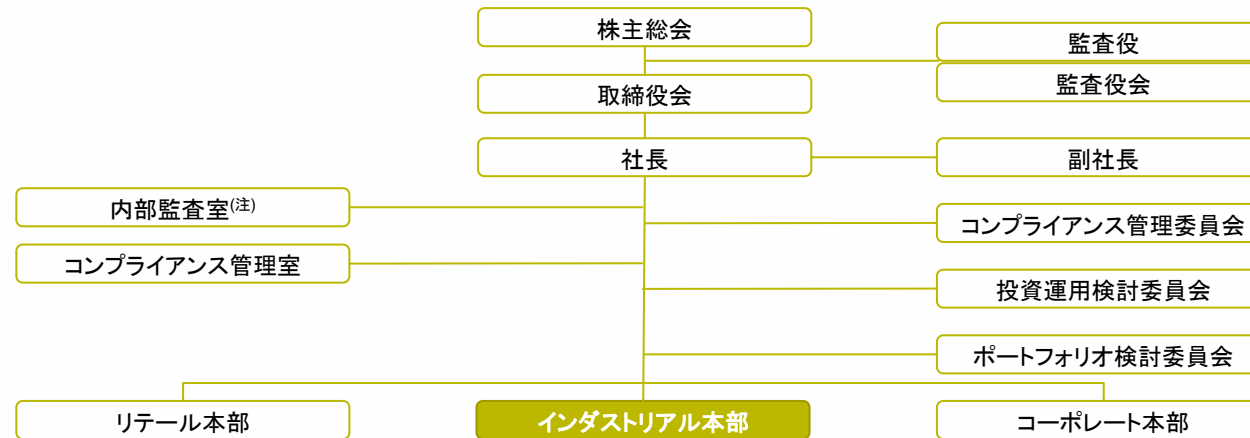 株主総会
監査役
監査役会
取締役会
社長
副社長
内部監査室(注)
コンプライアンス管理委員会
コンプライアンス管理室
投資運用検討委員会
ポートフォリオ検討委員会
リテール本部
インダストリアル本部
コーポレート本部